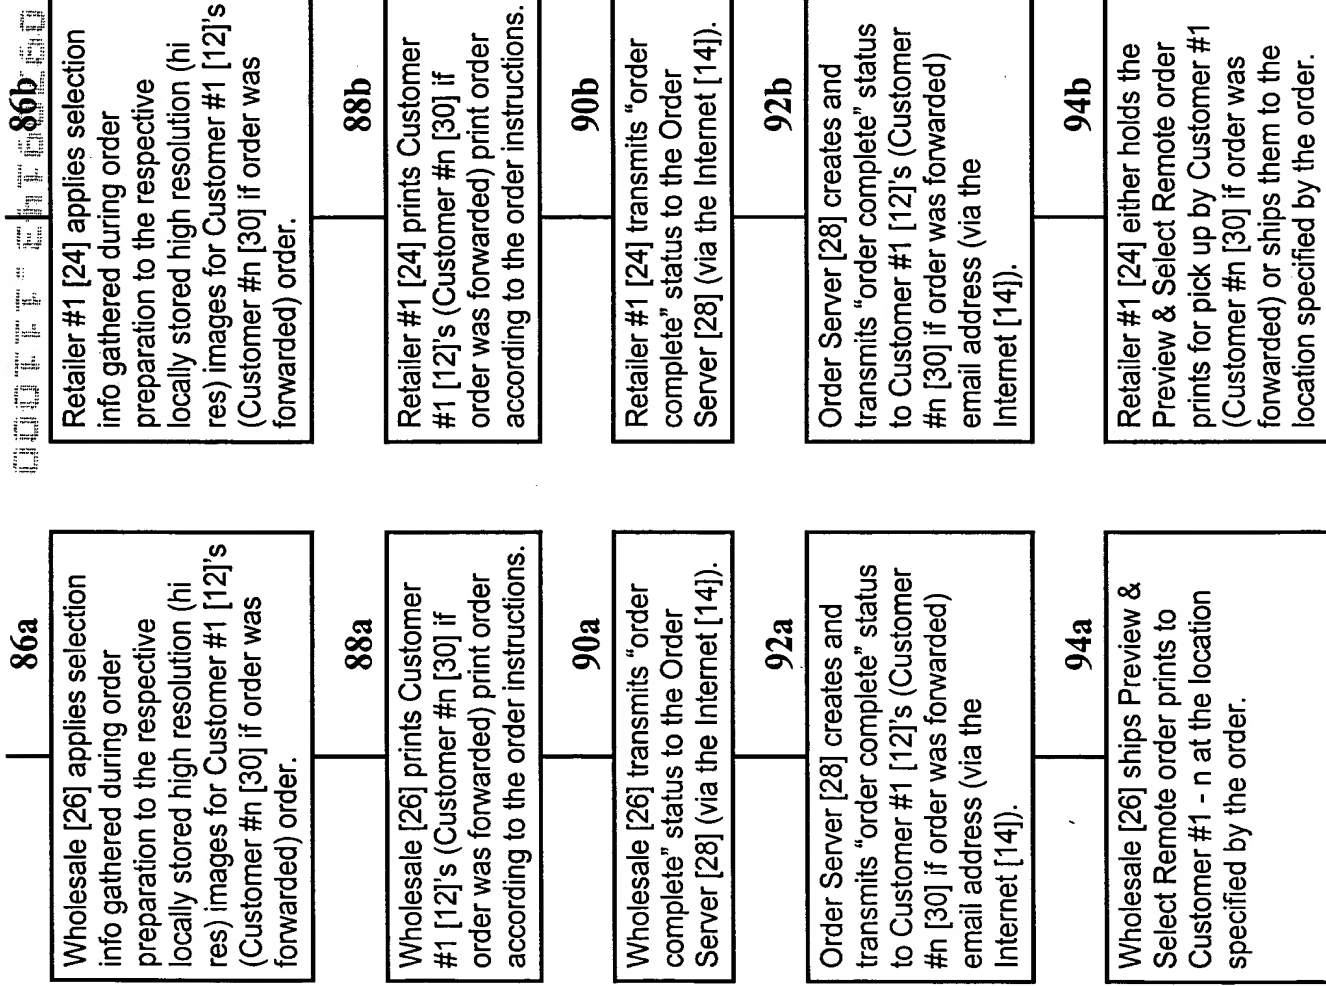 86a
Wholesale [26] applies selection
info gathered during order
preparation to the respective
locally stored high resolution (hi
res) images for Customer #1 [12]'s
(Customer #n [30] if order was
forwarded) order.
88a
Wholesale [26] prints Customer
#1 [12]'s (Customer #n [30] if
order was forwarded) print order
according to the order instructions.
90a
Wholesale [26] transmits “order
complete” status to the Order
Server [28] (via the Internet [14]).
92a
Order Server [28] creates and
transmits “order complete” status
to Customer #1 [12]'s (Customer
#n [30] if order was forwarded)
email address (via the
Internet [14]).
94a
Wholesale [26] ships Preview &
Select Remote order prints to
Customer #1 - n at the location
specified by the order.
86b
Retailer #1 [24] applies selection
info gathered during order
preparation to the respective
locally stored high resolution (hi
res) images for Customer #1 [12]'s
(Customer #n [30] if order was
forwarded) order.
88b
Retailer #1 [24] prints Customer
#1 [12]'s (Customer #n [30] if
order was forwarded) print order
according to the order instructions.
90b
Retailer #1 [24] transmits “order
complete” status to the Order
Server [28] (via the Internet [14]).
92b
Order Server [28] creates and
transmits “order complete” status
to Customer #1 [12]'s (Customer
#n [30] if order was forwarded)
email address (via the
Internet [14]).
94b
Retailer #1 [24] either holds the
Preview & Select Remote order
prints for pick up by Customer #1
(Customer #n [30] if order was
forwarded) or ships them to the
location specified by the order.